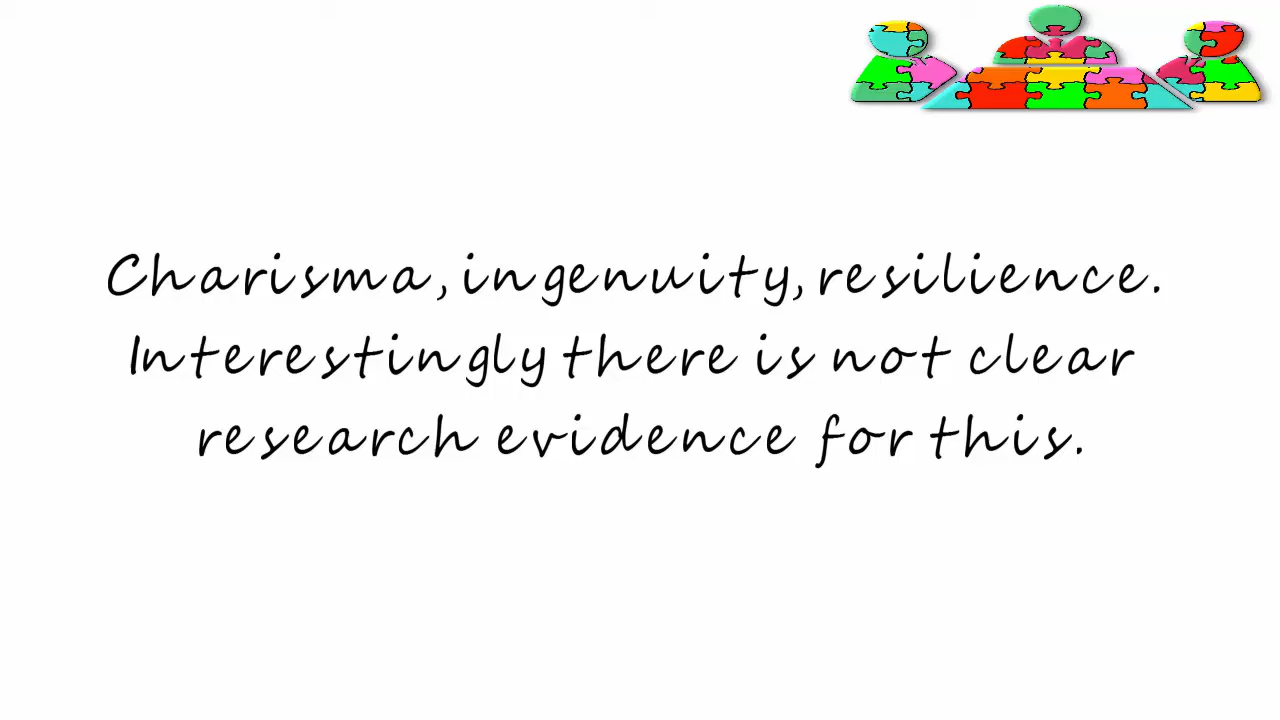 Charisma, ingenuity, resilience.
Interestingly there is not clear
research evidence for this.